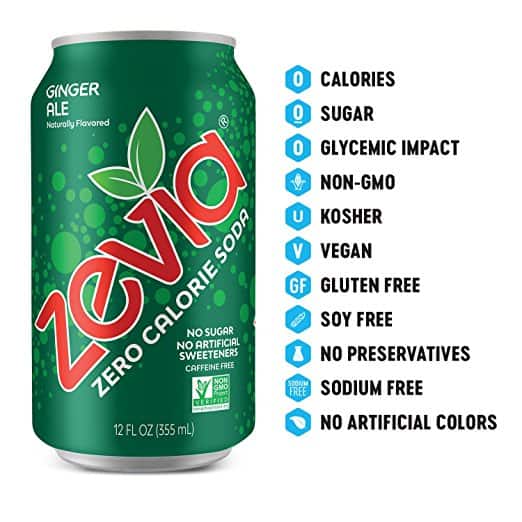 GINGER
ALE
Naturally Flavored
zevia®
ZERO CALORIE SODA
NO SUGAR
NO ARTIFICIAL
SWEETENERS
CAFFEINE FREE
NON
GMO
Project
VERIFIED
12 FL OZ (355 mL)
0 CALORIES
0 SUGAR
0 GLYCEMIC IMPACT
NON-GMO
U KOSHER
V VEGAN
GF GLUTEN FREE
SOY FREE
NO PRESERVATIVES
SODIUM FREE SODIUM FREE
NO ARTIFICIAL COLORS